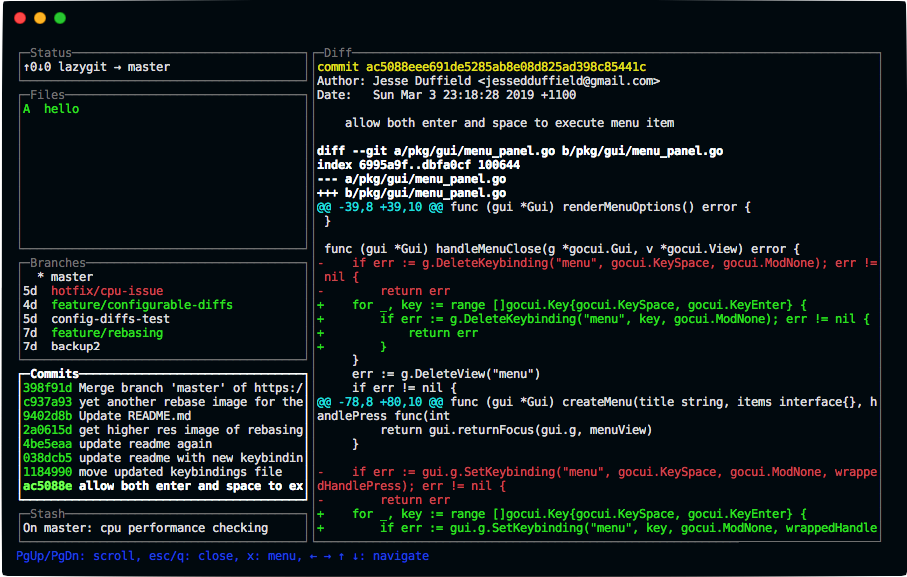 Status
↑0↓0 lazygit → master
Files
A  hello
Branches
  * master
5d  hotfix/cpu-issue
4d  feature/configurable-diffs
5d  config-diffs-test
7d  feature/rebasing
7d  backup2
Commits
398f91d Merge branch 'master' of https:/
c937a93 yet another rebase image for the
9402d8b Update README.md
2a0615d get higher res image of rebasing
4be5eaa update readme again
038dcb5 update readme with new keybindin
1184990 move updated keybindings file
ac5088e allow both enter and space to ex
Stash
On master: cpu performance checking
Diff
commit ac5088eee691de5285ab8e08d825ad398c85441c
Author: Jesse Duffield <jessedduffield@gmail.com>
Date:   Sun Mar 3 23:18:28 2019 +1100
    allow both enter and space to execute menu item
diff --git a/pkg/gui/menu_panel.go b/pkg/gui/menu_panel.go
index 6995a9f..dbfa0cf 100644
--- a/pkg/gui/menu_panel.go
+++ b/pkg/gui/menu_panel.go
@@ -39,8 +39,10 @@ func (gui *Gui) renderMenuOptions() error {
 }
 func (gui *Gui) handleMenuClose(g *gocui.Gui, v *gocui.View) error {
-    if err := g.DeleteKeybinding("menu", gocui.KeySpace, gocui.ModNone); err !=
 nil {
-        return err
+    for _, key := range []gocui.Key{gocui.KeySpace, gocui.KeyEnter} {
+        if err := g.DeleteKeybinding("menu", key, gocui.ModNone); err != nil {
+            return err
+        }
     }
     err := g.DeleteView("menu")
     if err != nil {
@@ -78,8 +80,10 @@ func (gui *Gui) createMenu(title string, items interface{}, h
andlePress func(int
         return gui.returnFocus(gui.g, menuView)
     }
-    if err := gui.g.SetKeybinding("menu", gocui.KeySpace, gocui.ModNone, wrappe
dHandlePress); err != nil {
-        return err
+    for _, key := range []gocui.Key{gocui.KeySpace, gocui.KeyEnter} {
+        if err := gui.g.SetKeybinding("menu", key, gocui.ModNone, wrappedHandle
PgUp/PgDn: scroll, esc/q: close, x: menu, ← → ↑ ↓: navigate